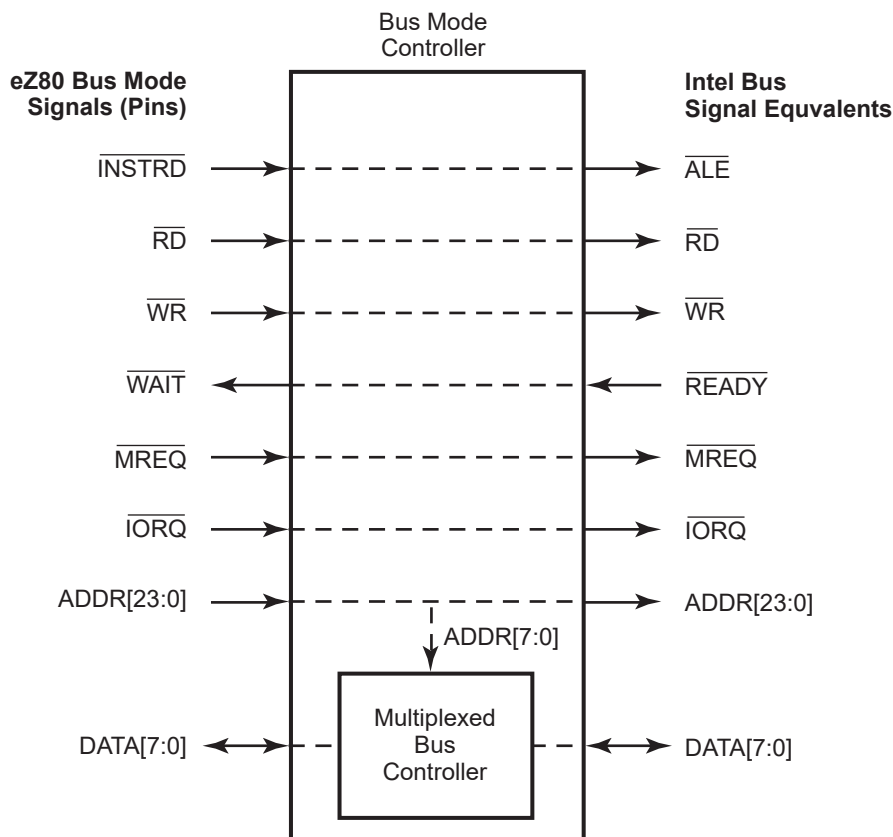 Bus Mode
Controller
eZ80 Bus Mode
Signals (Pins)
Intel Bus
Signal Equvalents
INSTRD
ALE
RD
RD
WR
WR
WAIT
READY
MREQ
MREQ
IORQ
IORQ
ADDR[23:0]
ADDR[23:0]
ADDR[7:0]
Multiplexed
Bus
Controller
DATA[7:0]
DATA[7:0]